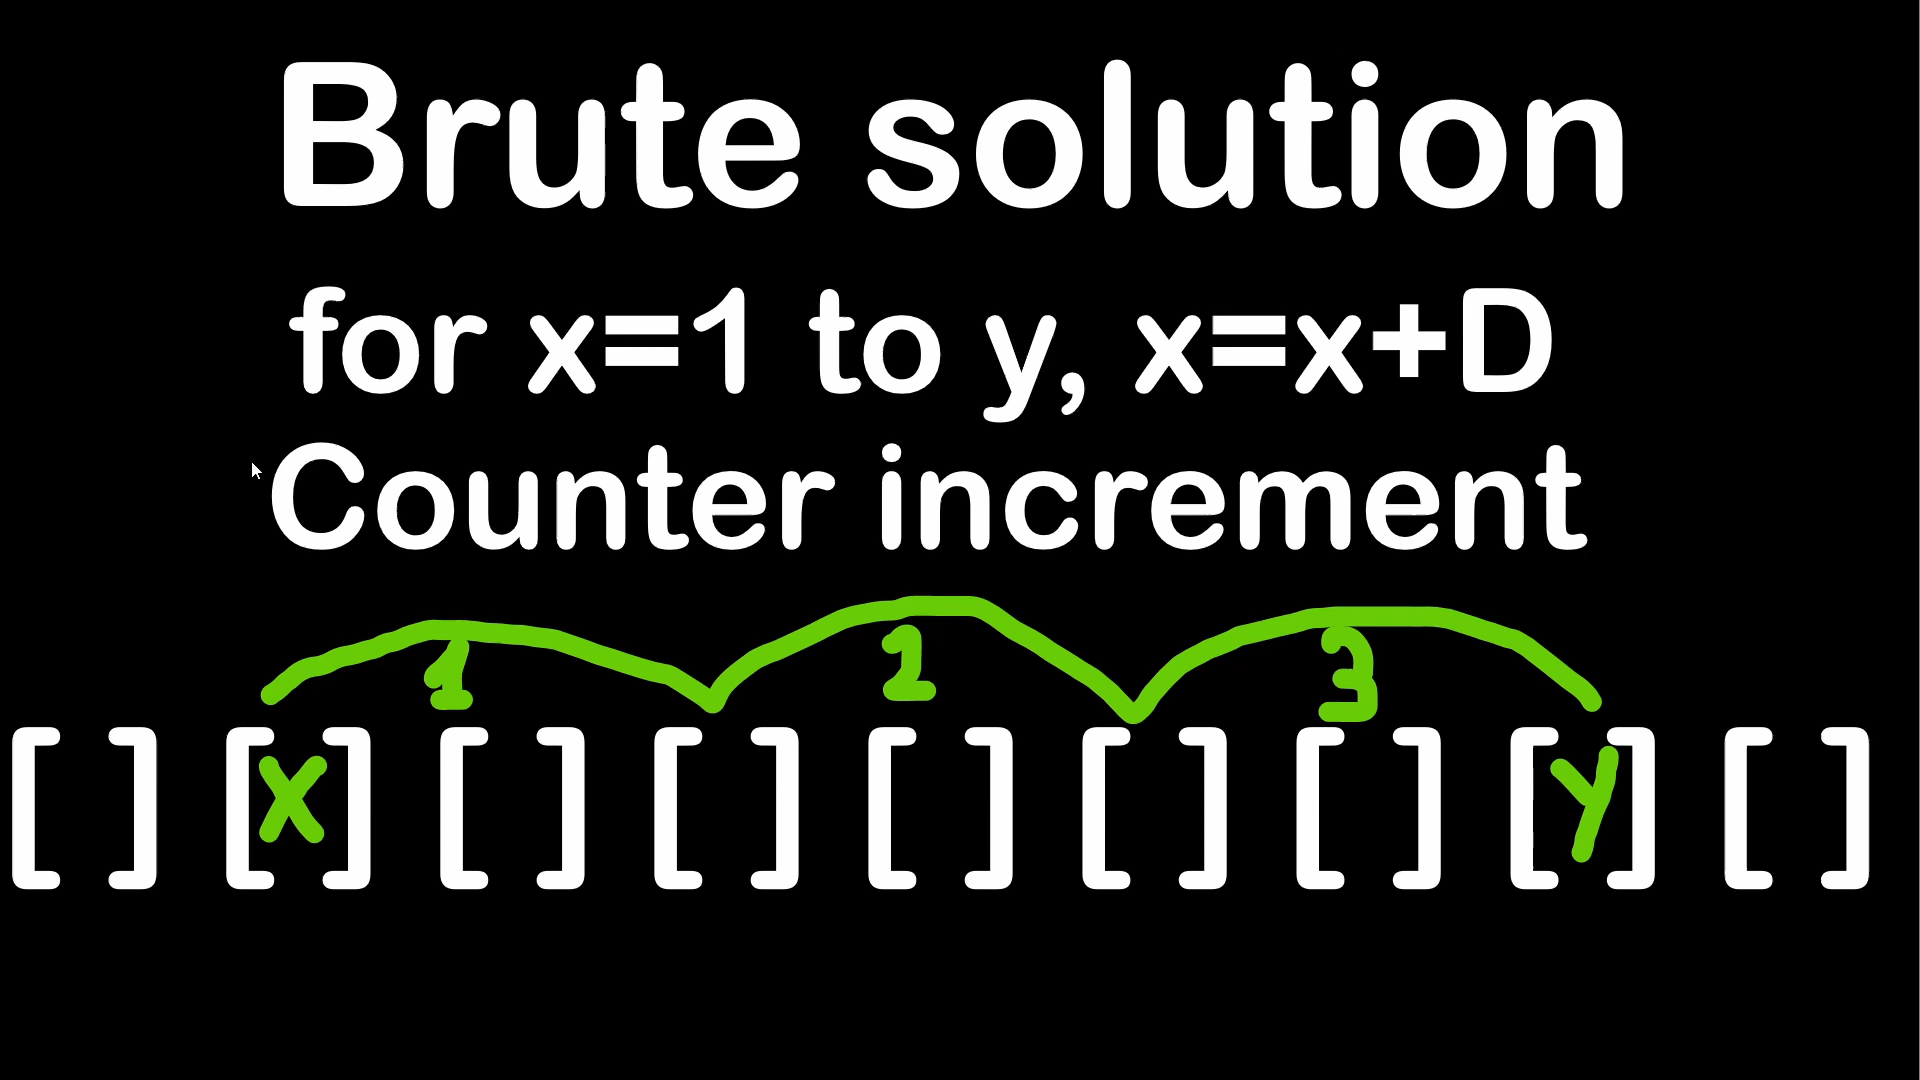 Brute solution
for x=1 to y, x=x+D
Counter increment
1 2 3
[ ] [x] [ ] [ ] [ ] [ ] [ ] [y] [ ]